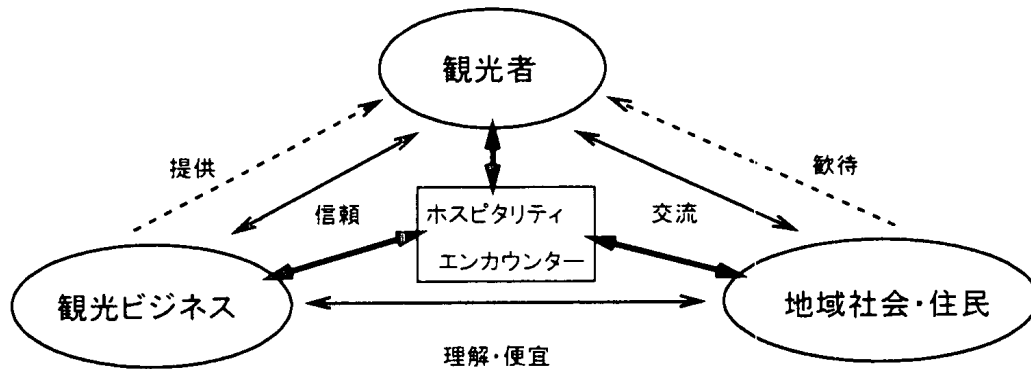 観光者
提供
歓待
信頼
ホスピタリティ
交流
エンカウンター
観光ビジネス
地域社会・住民
理解・便宜